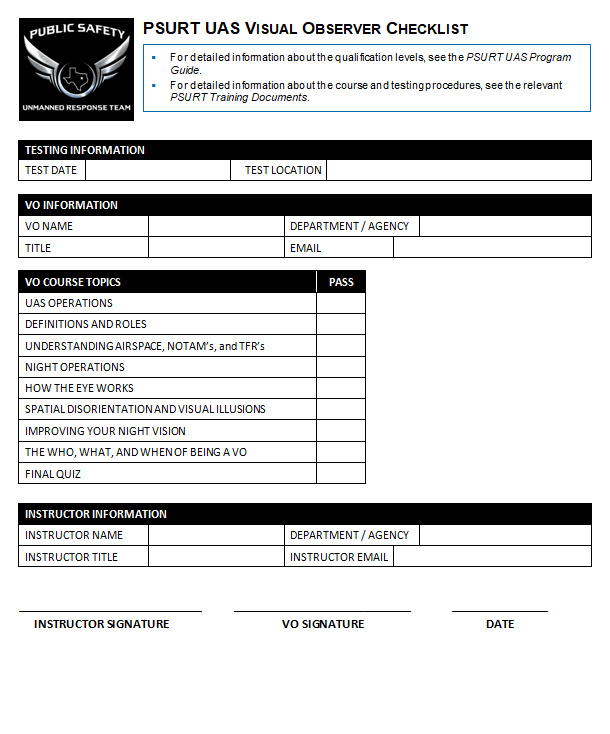 PUBLIC SAFETY
UNMANNED RESPONSE TEAM
PSURT UAS VISUAL OBSERVER CHECKLIST
▪ For detailed information about the qualification levels, see the PSURT UAS Program
Guide.
▪ For detailed information about the course and testing procedures, see the relevant
PSURT Training Documents.
TESTING INFORMATION
TEST DATE TEST LOCATION
VO INFORMATION
VO NAME DEPARTMENT / AGENCY
TITLE EMAIL
VO COURSE TOPICS PASS
UAS OPERATIONS
DEFINITIONS AND ROLES
UNDERSTANDING AIRSPACE, NOTAM's, and TFR's
NIGHT OPERATIONS
HOW THE EYE WORKS
SPATIAL DISORIENTATION AND VISUAL ILLUSIONS
IMPROVING YOUR NIGHT VISION
THE WHO, WHAT, AND WHEN OF BEING A VO
FINAL QUIZ
INSTRUCTOR INFORMATION
INSTRUCTOR NAME DEPARTMENT / AGENCY
INSTRUCTOR TITLE INSTRUCTOR EMAIL
INSTRUCTOR SIGNATURE VO SIGNATURE DATE